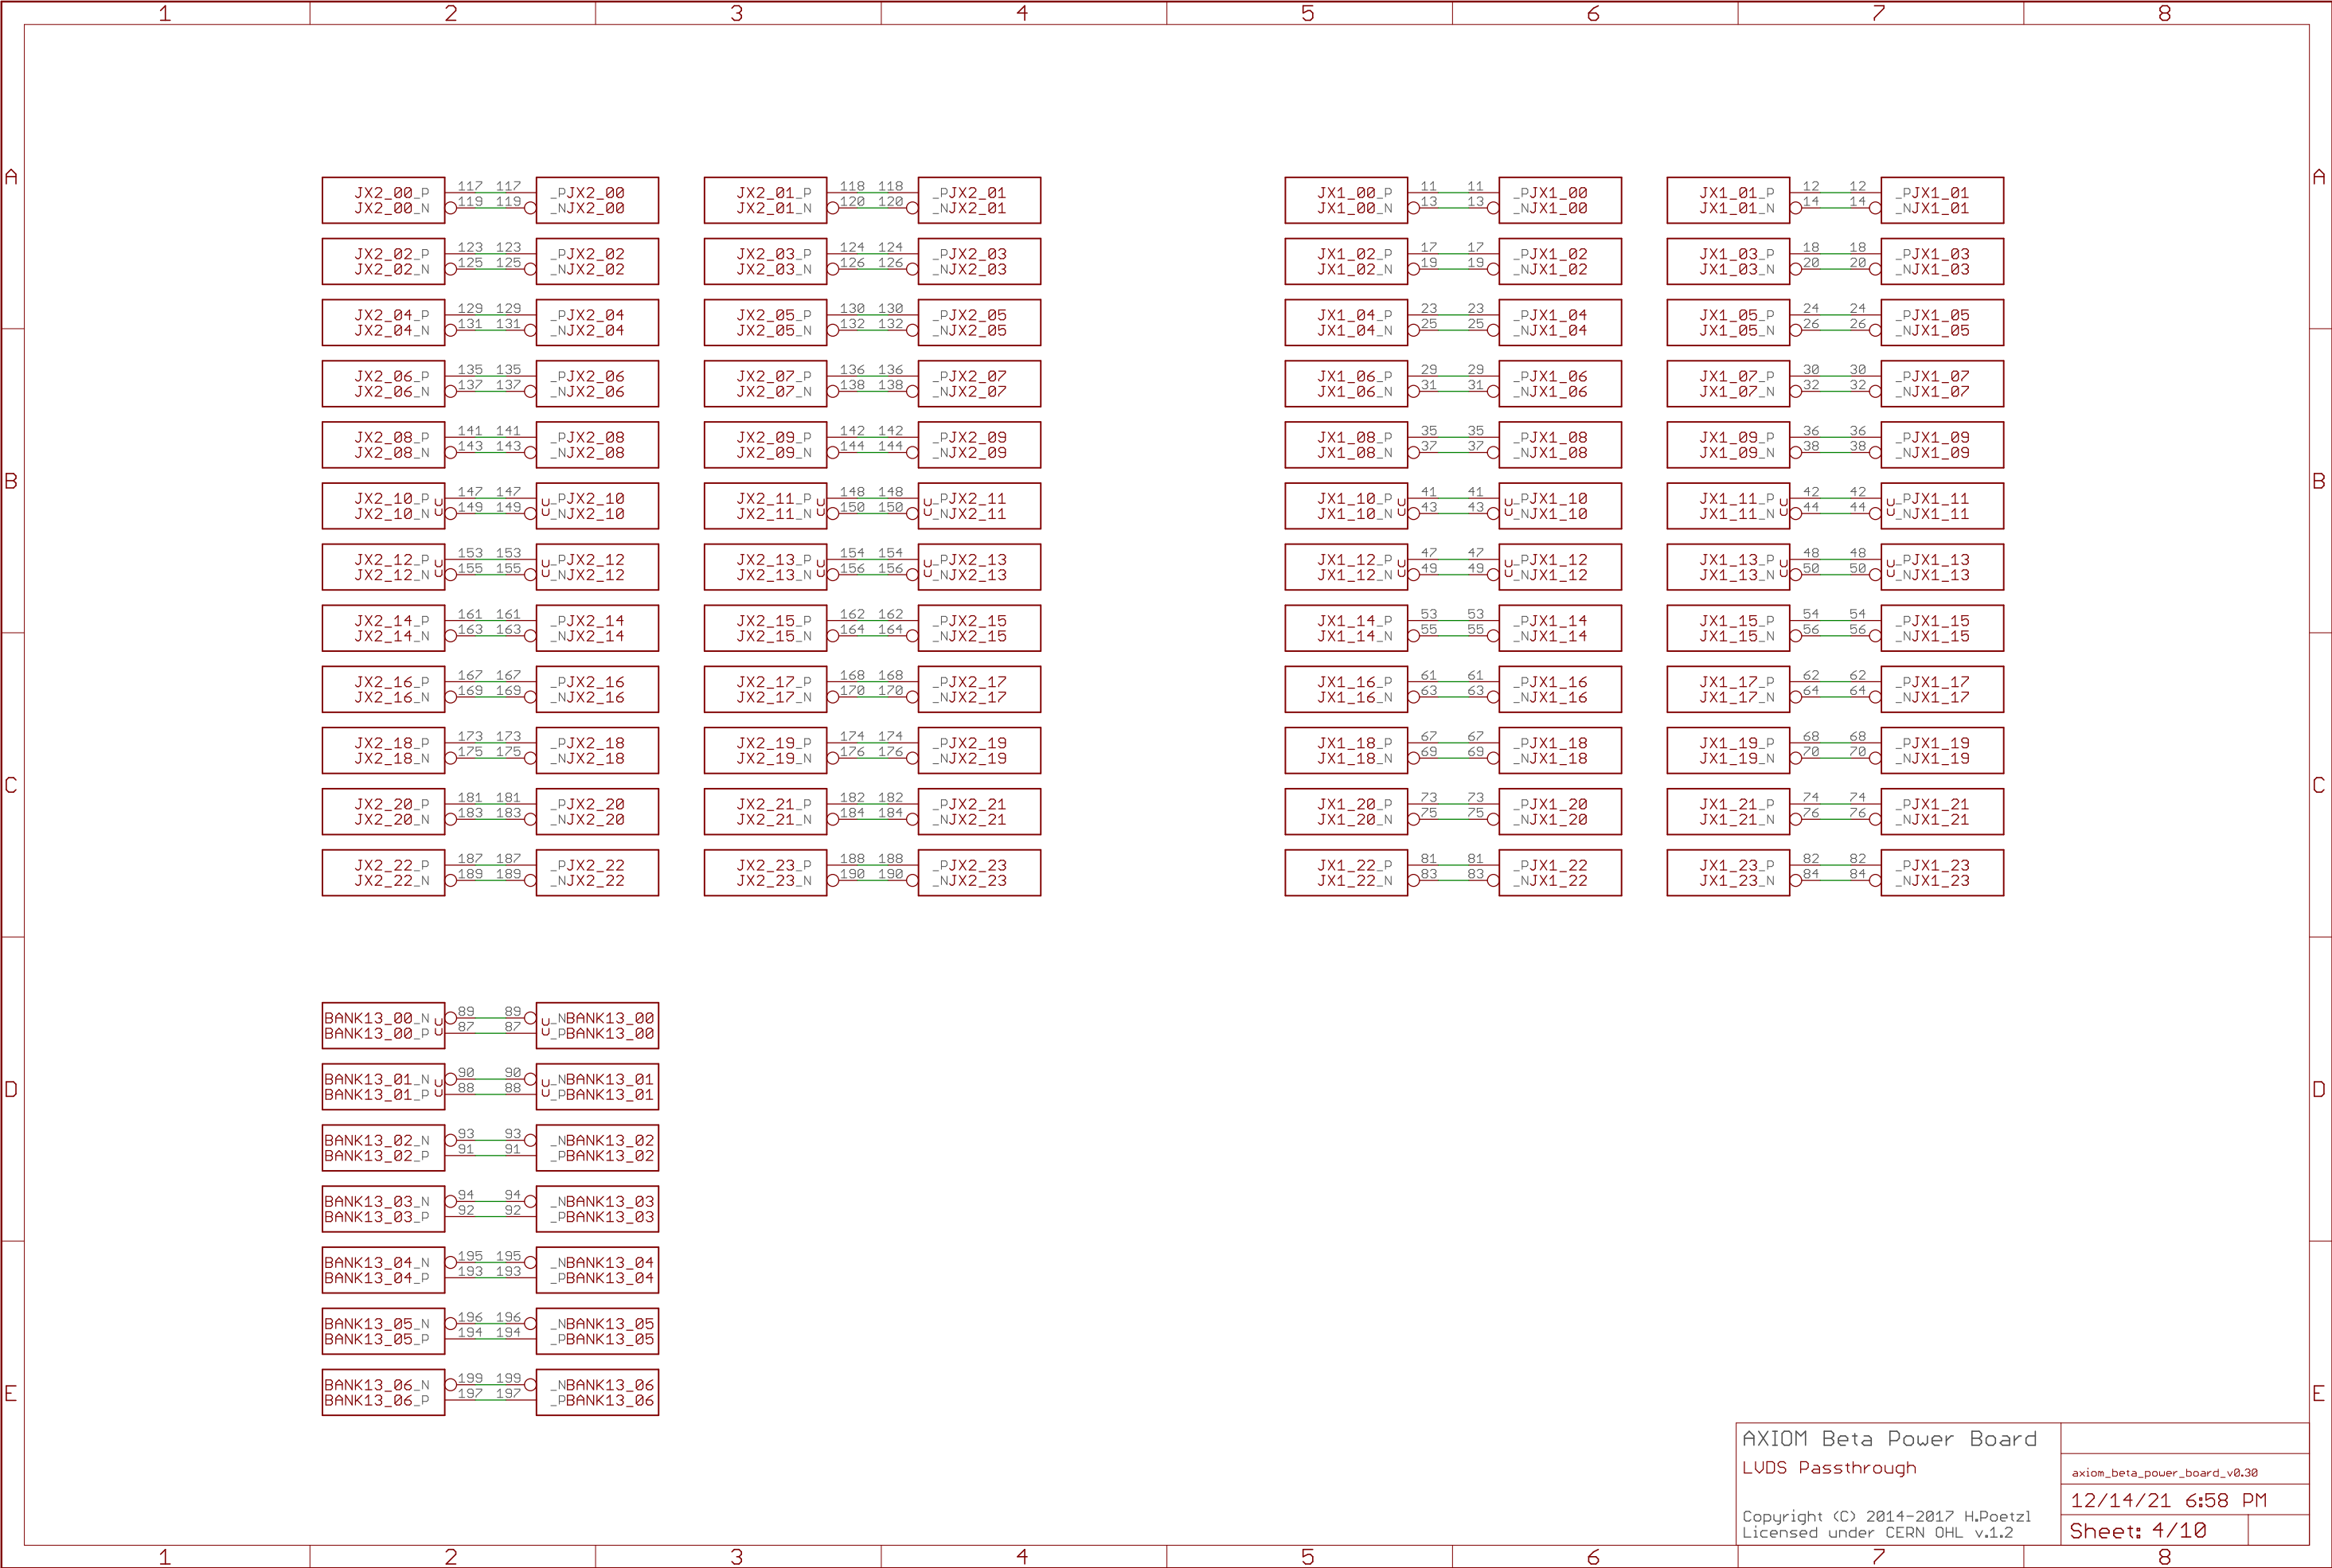 1 2 3 4 5 6 7 8
A A
JX2_00_P 117 117 _PJX2_00 JX2_01_P 118 118 _PJX2_01 JX1_00_P 11 11 _PJX1_00 JX1_01_P 12 12 _PJX1_01
JX2_00_N 119 119 _NJX2_00 JX2_01_N 120 120 _NJX2_01 JX1_00_N 13 13 _NJX1_00 JX1_01_N 14 14 _NJX1_01
JX2_02_P 123 123 _PJX2_02 JX2_03_P 124 124 _PJX2_03 JX1_02_P 17 17 _PJX1_02 JX1_03_P 18 18 _PJX1_03
JX2_02_N 125 125 _NJX2_02 JX2_03_N 126 126 _NJX2_03 JX1_02_N 19 19 _NJX1_02 JX1_03_N 20 20 _NJX1_03
JX2_04_P 129 129 _PJX2_04 JX2_05_P 130 130 _PJX2_05 JX1_04_P 23 23 _PJX1_04 JX1_05_P 24 24 _PJX1_05
JX2_04_N 131 131 _NJX2_04 JX2_05_N 132 132 _NJX2_05 JX1_04_N 25 25 _NJX1_04 JX1_05_N 26 26 _NJX1_05
JX2_06_P 135 135 _PJX2_06 JX2_07_P 136 136 _PJX2_07 JX1_06_P 29 29 _PJX1_06 JX1_07_P 30 30 _PJX1_07
JX2_06_N 137 137 _NJX2_06 JX2_07_N 138 138 _NJX2_07 JX1_06_N 31 31 _NJX1_06 JX1_07_N 32 32 _NJX1_07
JX2_08_P 141 141 _PJX2_08 JX2_09_P 142 142 _PJX2_09 JX1_08_P 35 35 _PJX1_08 JX1_09_P 36 36 _PJX1_09
JX2_08_N 143 143 _NJX2_08 JX2_09_N 144 144 _NJX2_09 JX1_08_N 37 37 _NJX1_08 JX1_09_N 38 38 _NJX1_09
B B
JX2_10_P 147 147 _PJX2_10 JX2_11_P 148 148 _PJX2_11 JX1_10_P 41 41 _PJX1_10 JX1_11_P 42 42 _PJX1_11
JX2_10_N 149 149 _NJX2_10 JX2_11_N 150 150 _NJX2_11 JX1_10_N 43 43 _NJX1_10 JX1_11_N 44 44 _NJX1_11
JX2_12_P 153 153 _PJX2_12 JX2_13_P 154 154 _PJX2_13 JX1_12_P 47 47 _PJX1_12 JX1_13_P 48 48 _PJX1_13
JX2_12_N 155 155 _NJX2_12 JX2_13_N 156 156 _NJX2_13 JX1_12_N 49 49 _NJX1_12 JX1_13_N 50 50 _NJX1_13
JX2_14_P 161 161 _PJX2_14 JX2_15_P 162 162 _PJX2_15 JX1_14_P 53 53 _PJX1_14 JX1_15_P 54 54 _PJX1_15
JX2_14_N 163 163 _NJX2_14 JX2_15_N 164 164 _NJX2_15 JX1_14_N 55 55 _NJX1_14 JX1_15_N 56 56 _NJX1_15
JX2_16_P 167 167 _PJX2_16 JX2_17_P 168 168 _PJX2_17 JX1_16_P 61 61 _PJX1_16 JX1_17_P 62 62 _PJX1_17
JX2_16_N 169 169 _NJX2_16 JX2_17_N 170 170 _NJX2_17 JX1_16_N 63 63 _NJX1_16 JX1_17_N 64 64 _NJX1_17
JX2_18_P 173 173 _PJX2_18 JX2_19_P 174 174 _PJX2_19 JX1_18_P 67 67 _PJX1_18 JX1_19_P 68 68 _PJX1_19
JX2_18_N 175 175 _NJX2_18 JX2_19_N 176 176 _NJX2_19 JX1_18_N 69 69 _NJX1_18 JX1_19_N 70 70 _NJX1_19
C C
JX2_20_P 181 181 _PJX2_20 JX2_21_P 182 182 _PJX2_21 JX1_20_P 73 73 _PJX1_20 JX1_21_P 74 74 _PJX1_21
JX2_20_N 183 183 _NJX2_20 JX2_21_N 184 184 _NJX2_21 JX1_20_N 75 75 _NJX1_20 JX1_21_N 76 76 _NJX1_21
JX2_22_P 187 187 _PJX2_22 JX2_23_P 188 188 _PJX2_23 JX1_22_P 81 81 _PJX1_22 JX1_23_P 82 82 _PJX1_23
JX2_22_N 189 189 _NJX2_22 JX2_23_N 190 190 _NJX2_23 JX1_22_N 83 83 _NJX1_22 JX1_23_N 84 84 _NJX1_23
BANK13_00_N 89 89 _NBANK13_00
BANK13_00_P 87 87 _PBANK13_00
BANK13_01_N 90 90 _NBANK13_01
D D
BANK13_01_P 88 88 _PBANK13_01
BANK13_02_N 93 93 _NBANK13_02
BANK13_02_P 91 91 _PBANK13_02
BANK13_03_N 94 94 _NBANK13_03
BANK13_03_P 92 92 _PBANK13_03
BANK13_04_N 195 195 _NBANK13_04
BANK13_04_P 193 193 _PBANK13_04
BANK13_05_N 196 196 _NBANK13_05
BANK13_05_P 194 194 _PBANK13_05
BANK13_06_N 199 199 _NBANK13_06
E E
BANK13_06_P 197 197 _PBANK13_06
AXIOM Beta Power Board
LVDS Passthrough
axiom_beta_power_board_v0.30
12/14/21 6:58 PM
Copyright (C) 2014-2017 H.Poetzl
Licensed under CERN OHL v.1.2
Sheet: 4/10
1 2 3 4 5 6 7 8